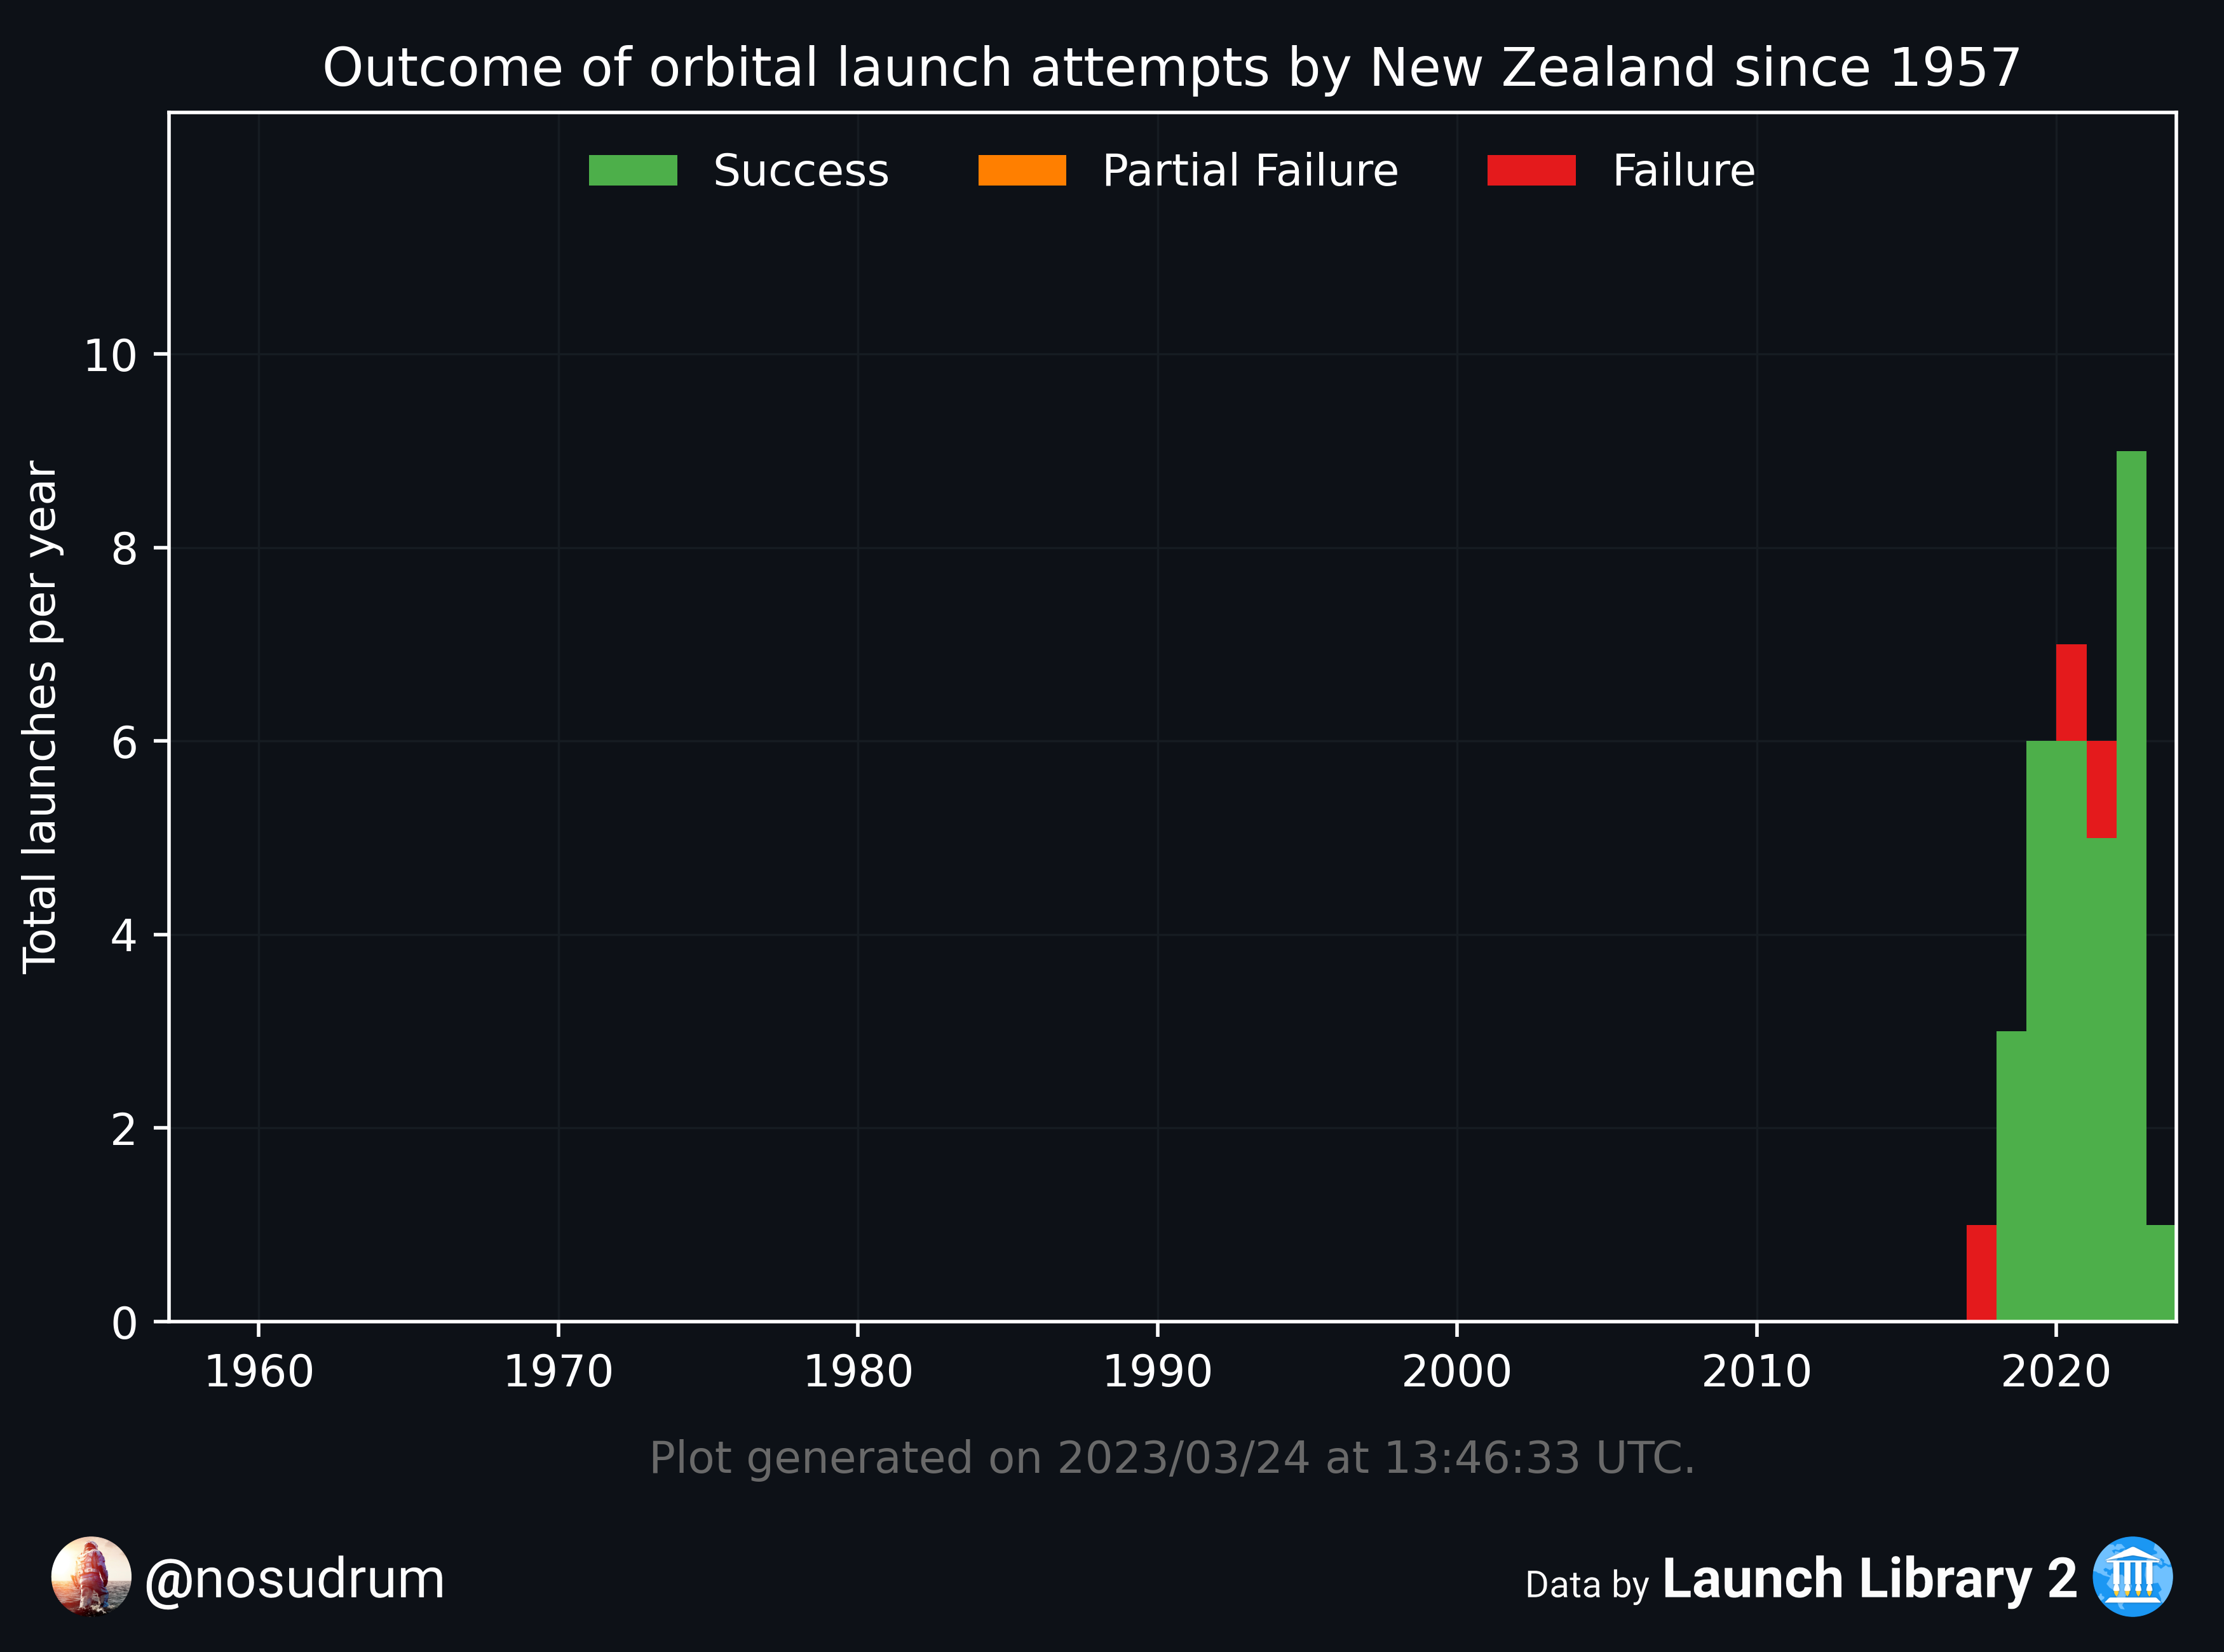 Outcome of orbital launch attempts by New Zealand since 1957
Success Partial Failure Failure
Total launches per year
10
8
6
4
2
0
1960 1970 1980 1990 2000 2010 2020
Plot generated on 2023/03/24 at 13:46:33 UTC.
@nosudrum Data by Launch Library 2